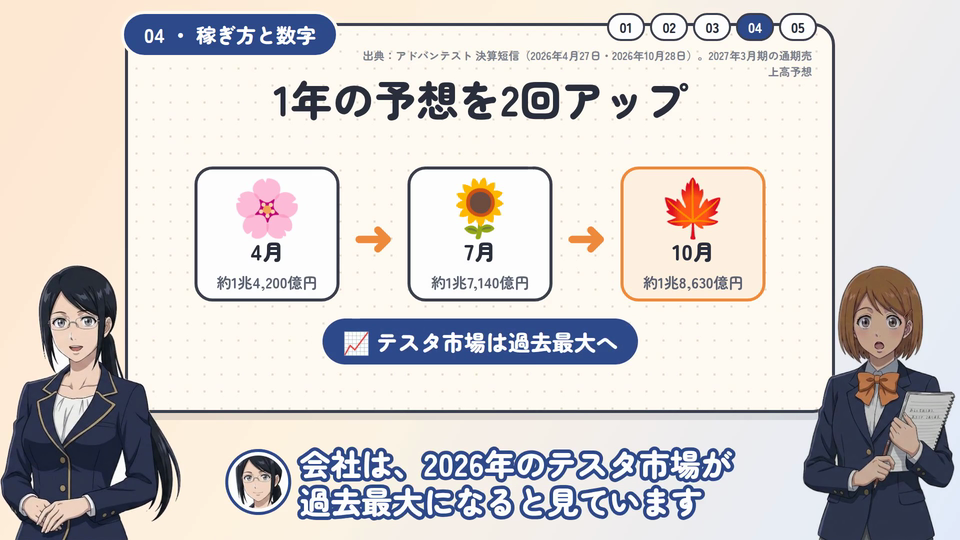 04 ・ 稼ぎ方と数字
01 02 03 04 05
出典：アドバンテスト 決算短信（2026年4月27日・2026年10月28日）。2027年3月期の通期売
上高予想
1年の予想を2回アップ
4月
約1兆4,200億円
7月
約1兆7,140億円
10月
約1兆8,630億円
テスタ市場は過去最大へ
会社は、2026年のテスタ市場が
過去最大になると見ています